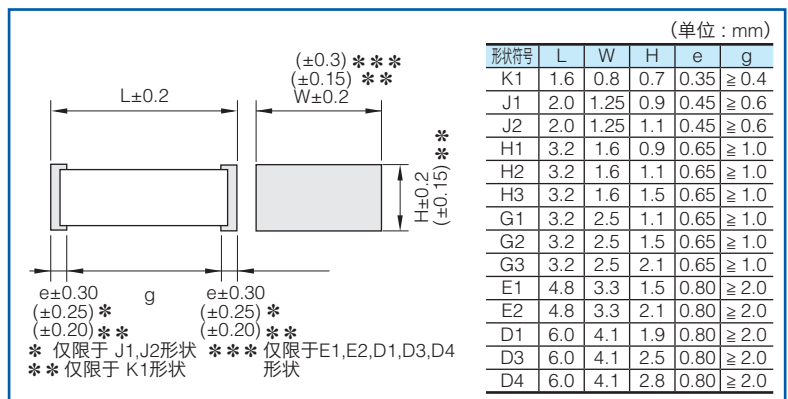 (单位 : mm)
(±0.3) ＊＊＊
(±0.15) ＊＊
L±0.2
W±0.2
H±0.2
(±0.15) ＊＊
e±0.30
(±0.25) ＊
(±0.20) ＊＊
g
e±0.30
(±0.25) ＊
(±0.20) ＊＊
＊ 仅限于 J1,J2形状
＊＊ 仅限于 K1形状
＊＊＊ 仅限于E1,E2,D1,D3,D4
形状
形状符号 L W H e g
K1 1.6 0.8 0.7 0.35 ≧ 0.4
J1 2.0 1.25 0.9 0.45 ≧ 0.6
J2 2.0 1.25 1.1 0.45 ≧ 0.6
H1 3.2 1.6 0.9 0.65 ≧ 1.0
H2 3.2 1.6 1.1 0.65 ≧ 1.0
H3 3.2 1.6 1.5 0.65 ≧ 1.0
G1 3.2 2.5 1.1 0.65 ≧ 1.0
G2 3.2 2.5 1.5 0.65 ≧ 1.0
G3 3.2 2.5 2.1 0.65 ≧ 1.0
E1 4.8 3.3 1.5 0.80 ≧ 2.0
E2 4.8 3.3 2.1 0.80 ≧ 2.0
D1 6.0 4.1 1.9 0.80 ≧ 2.0
D3 6.0 4.1 2.5 0.80 ≧ 2.0
D4 6.0 4.1 2.8 0.80 ≧ 2.0